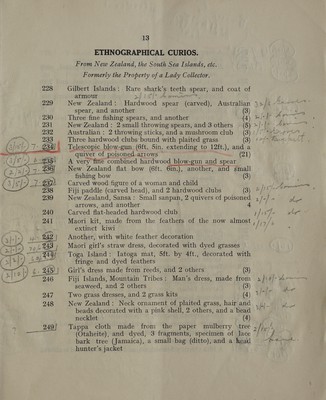 13
ETHNOGRAPHICAL CURIOS.
From New Zealand, the South Sea Islands, etc.
Formerly the Property of a Lady Collector.
228 Gilbert Islands: Rare shark's teeth spear, and coat of
armour
229 New Zealand: Hardwood spear (carved), Australian
spear, and another (3)
230 Three fine fishing spears, and another (4)
231 New Zealand: 2 small throwing spears, and 3 others (5)
232 Australian: 2 throwing sticks, and a mushroom club (3)
233 Three hardwood clubs bound with plaited grass (3)
234 Telescopic blow-gun (6ft. 5in. extending to 12ft.), and a
quiver of poisoned arrows (21)
235 A very fine combined hardwood blow-gun and spear
236 New Zealand flat bow (6ft. 6in.), another, and small
fishing bow (3)
237 Carved wood figure of a woman and child
238 Fiji paddle (carved head), and 2 hardwood clubs (3)
239 New Zealand, Sansa: Small sanpan, 2 quivers of poisoned
arrows, and another 4
240 Carved flat-headed hardwood club
241 Maori kit, made from the feathers of the now almost
extinct kiwi
242 Another, with white feather decoration
243 Maori girl's straw dress, decorated with dyed grasses
244 Toga Island: Iatoga mat, 5ft. by 4ft., decorated with
fringe and dyed feathers
245 Girl's dress made from reeds, and 2 others (3)
246 Fiji Islands, Mountain Tribes: Man's dress, made from
seaweed, and 2 others (3)
247 Two grass dresses, and 2 grass kits (4)
248 New Zealand: Neck ornament of plaited grass, hair and
beads decorated with a pink shell, 2 others, and a bead
necklet (4)
249 Tappa cloth made from the paper mulberry tree
(Otaheite), and dyed, 3 fragments, specimen of lace
bark tree (Jamaica), a small bag (ditto), and a head
hunter's jacket